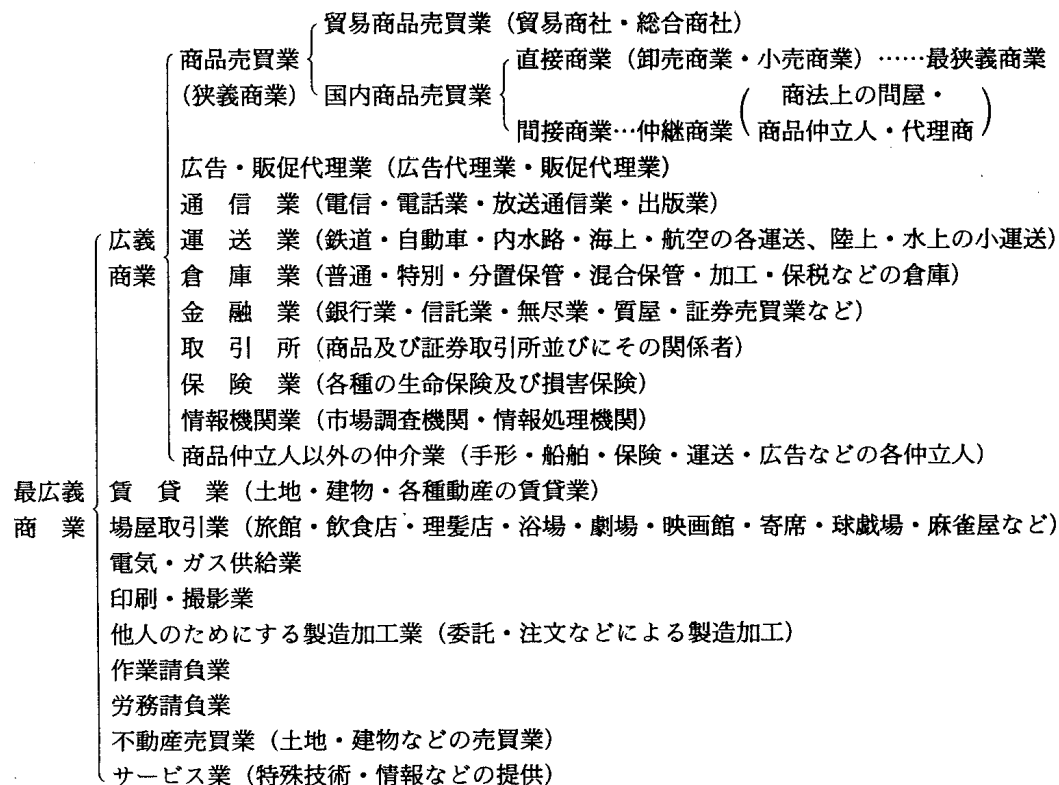 貿易商品売買業(貿易商社・総合商社)
商品売買業 直接商業(卸売商業・小売商業)……最狭義商業
(狭義商業) 国内商品売買業 商法上の問屋・
間接商業…仲継商業 商品仲立人・代理商
広告・販促代理業(広告代理業・販促代理業)
通信業(電信・電話業・放送通信業・出版業)
広義 運送業(鉄道・自動車・内水路・海上・航空の各運送、陸上・水上の小運送)
商業 倉庫業(普通・特別・分置保管・混合保管・加工・保税などの倉庫)
金融業(銀行業・信託業・無尽業・質屋・証券売買業など)
取引所(商品及び証券取引所並びにその関係者)
保険業(各種の生命保険及び損害保険)
情報機関業(市場調査機関・情報処理機関)
商品仲立人以外の仲介業(手形・船舶・保険・運送・広告などの各仲立人)
最広義 賃貸業(土地・建物・各種動産の賃貸業)
商業 場屋取引業(旅館・飲食店・理髪店・浴場・劇場・映画館・寄席・球戯場・麻雀屋など)
電気・ガス供給業
印刷・撮影業
他人のためにする製造加工業(委託・注文などによる製造加工)
作業請負業
労務請負業
不動産売買業(土地・建物などの売買業)
サービス業(特殊技術・情報などの提供)